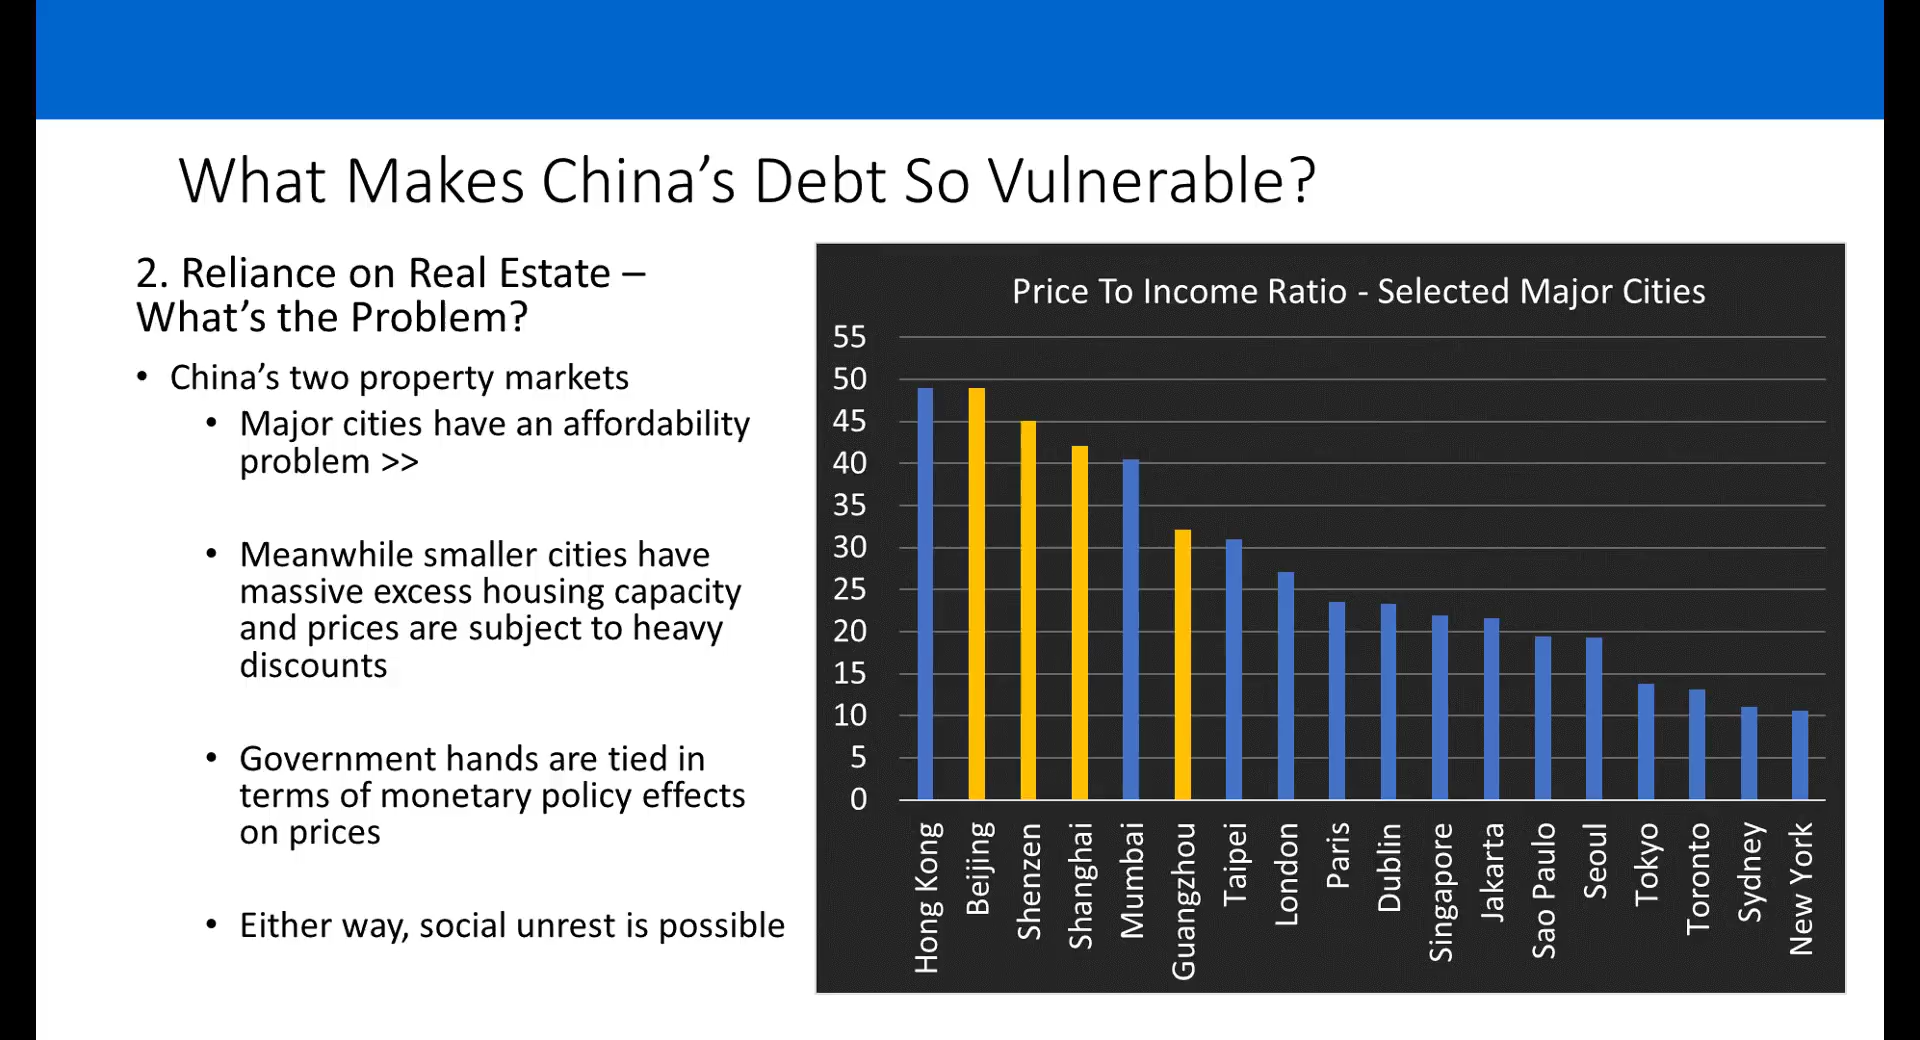 What Makes China's Debt So Vulnerable?
2. Reliance on Real Estate –
What's the Problem?
• China's two property markets
• Major cities have an affordability
problem >>
• Meanwhile smaller cities have
massive excess housing capacity
and prices are subject to heavy
discounts
• Government hands are tied in
terms of monetary policy effects
on prices
• Either way, social unrest is possible
Price To Income Ratio - Selected Major Cities
55
50
45
40
35
30
25
20
15
10
5
0
Hong Kong
Beijing
Shenzen
Shanghai
Mumbai
Guangzhou
Taipei
London
Paris
Dublin
Singapore
Jakarta
Sao Paulo
Seoul
Tokyo
Toronto
Sydney
New York